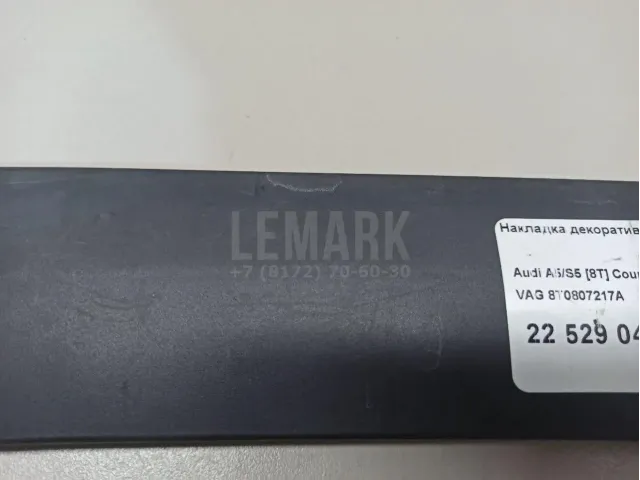 LEMARK
+7 (8172) 70-60-30
Накладка декоратив
Audi A5/S5 [8T] Cou
VAG 8T0807217A
22 529 04